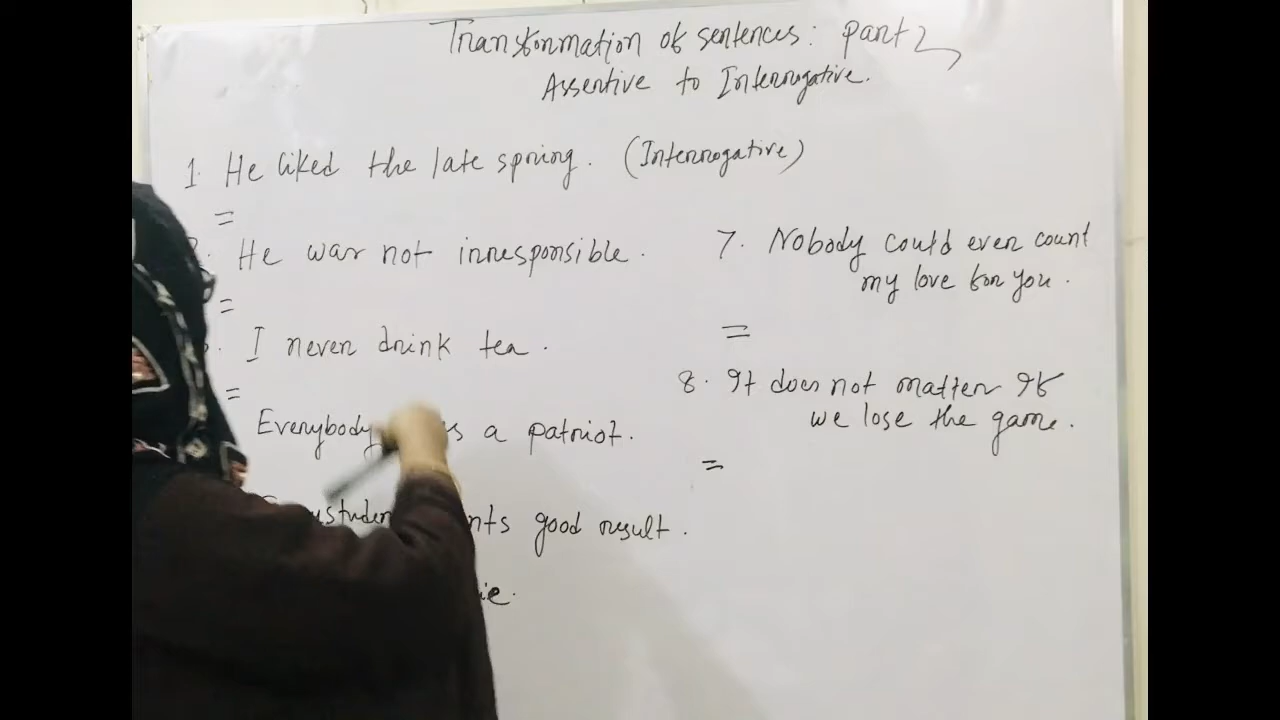 Transformation of sentences: part 2
Assertive to Interrogative.
1. He liked the late spring. (Interrogative)
=
He was not irresponsible.
=
I never drink tea.
=
Everybody a patriot.
good result.
7. Nobody could even count
my love for you.
=
8. It does not matter If
we lose the game.
=